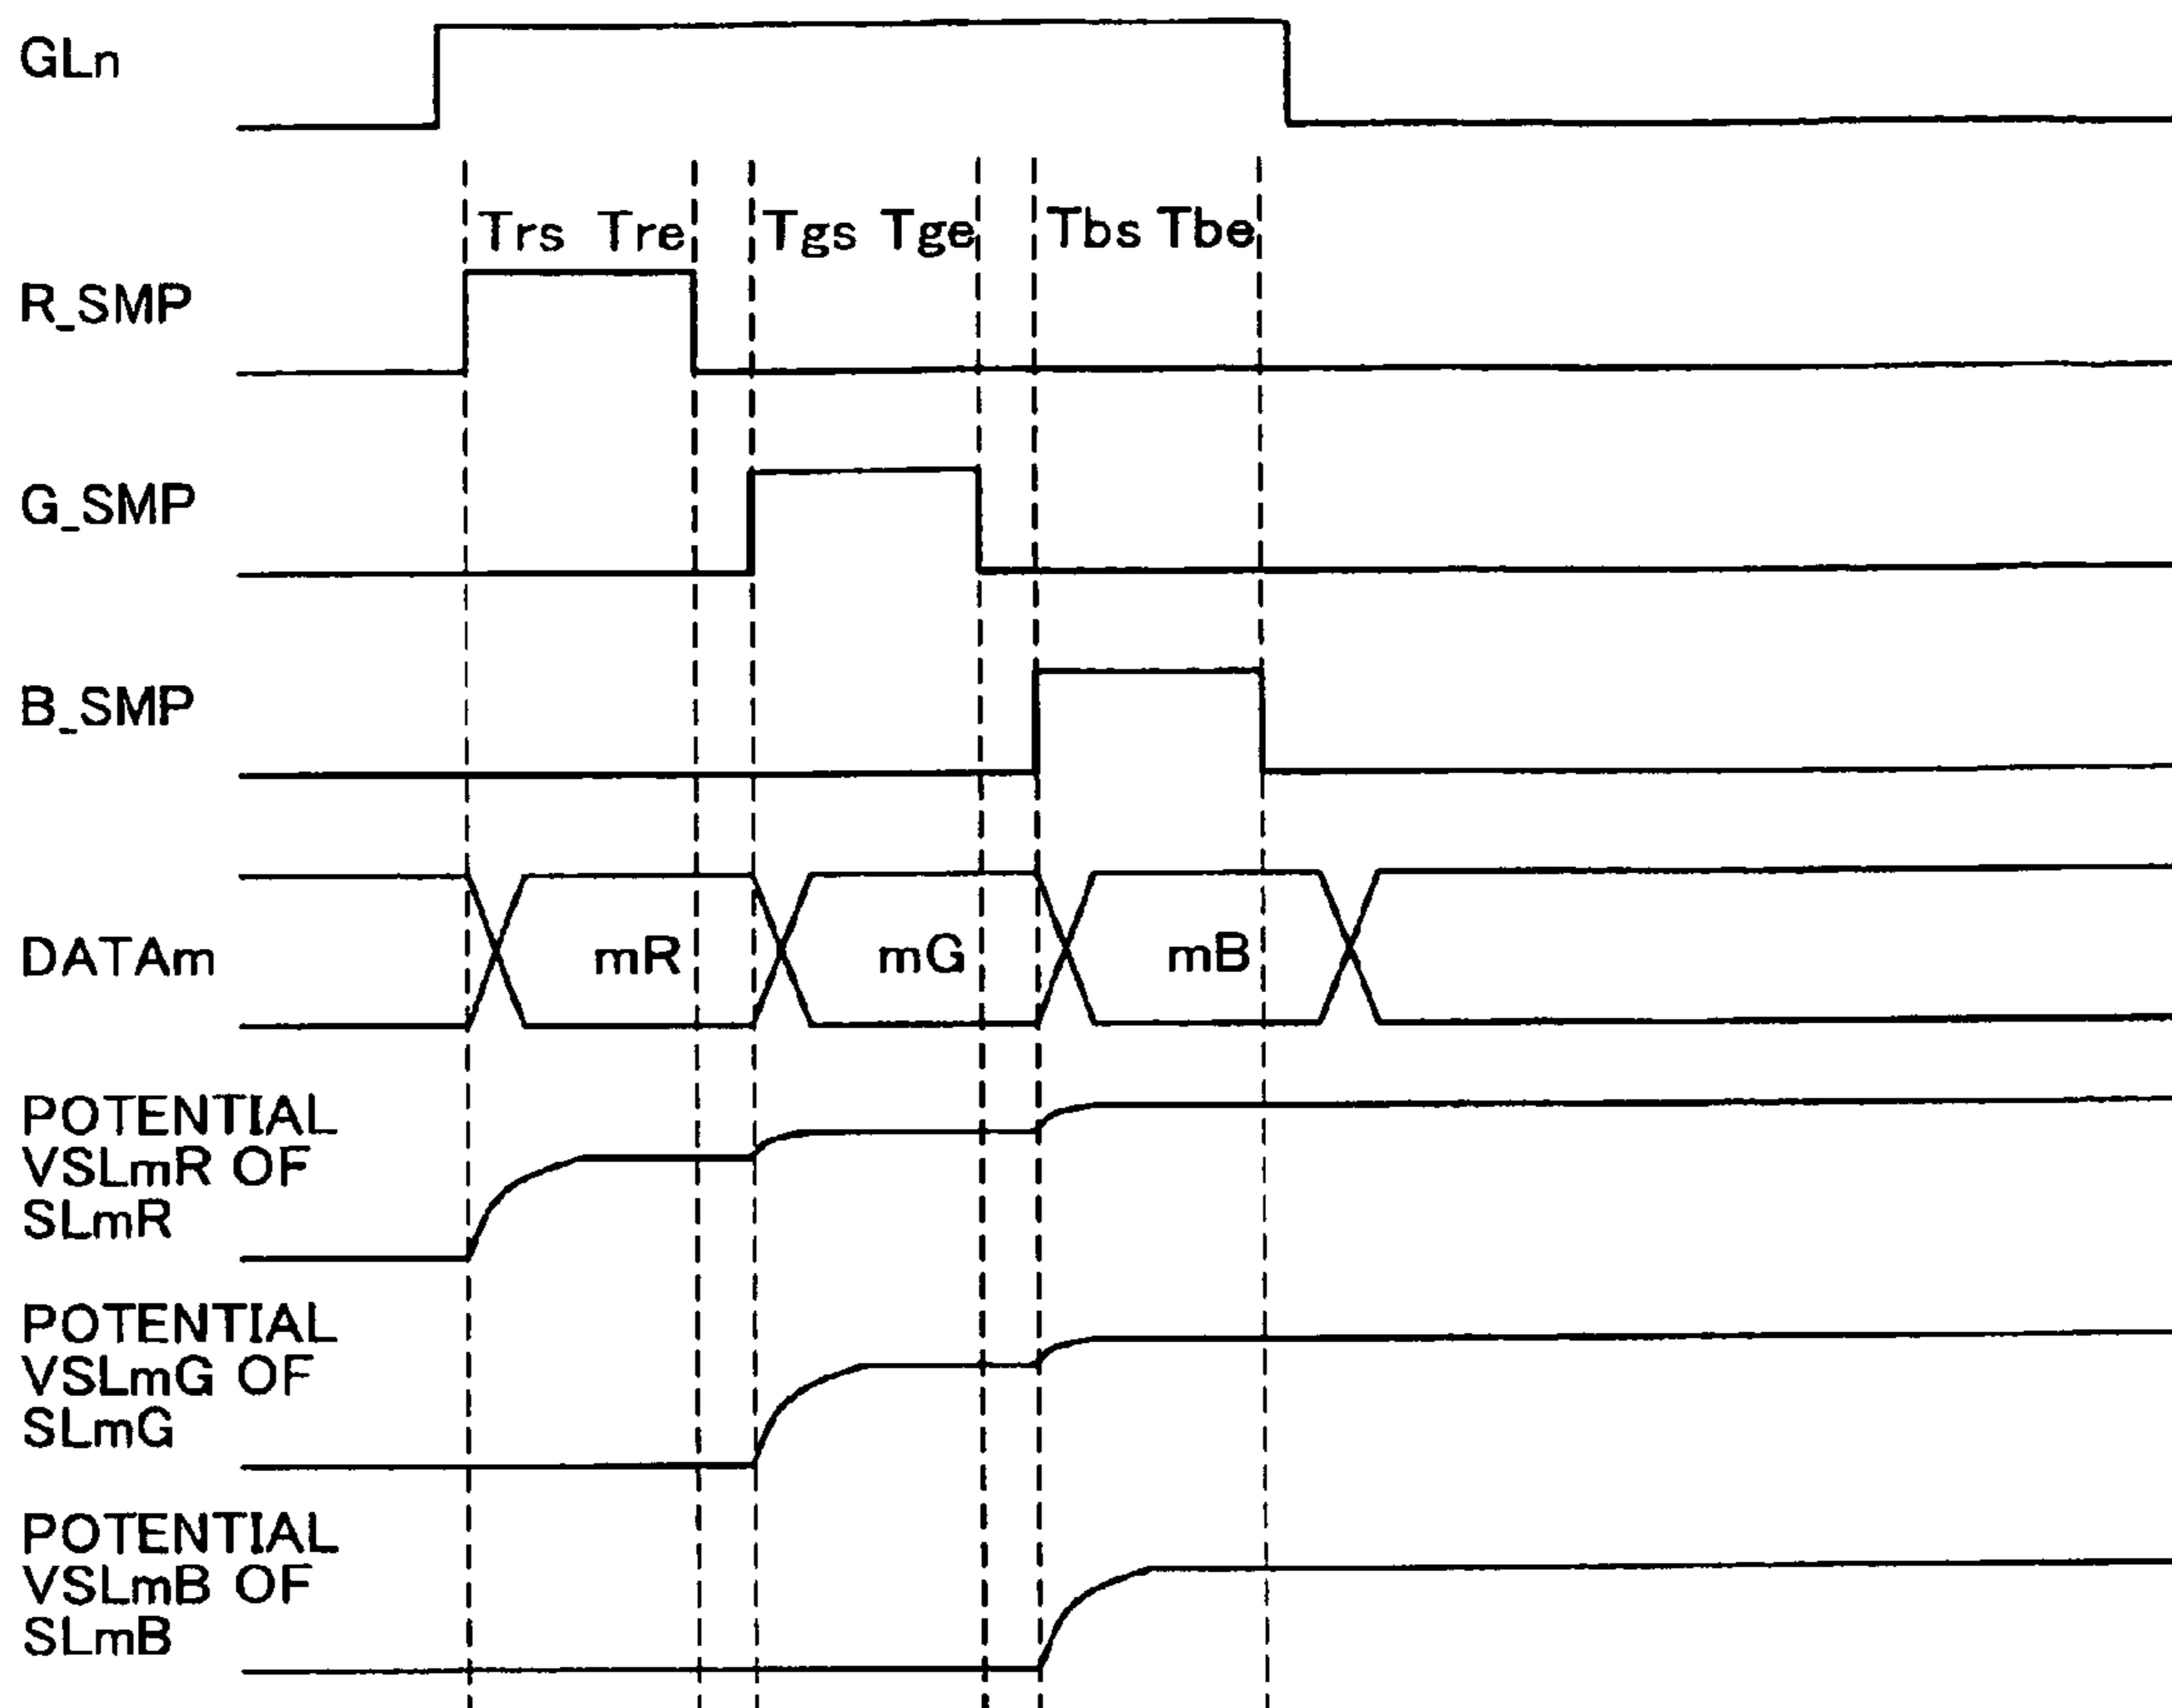 GLn
Trs Tre Tgs Tge Tbs Tbe
R_SMP
G_SMP
B_SMP
DATAm mR mG mB
POTENTIAL
VSLmR OF
SLmR
POTENTIAL
VSLmG OF
SLmG
POTENTIAL
VSLmB OF
SLmB